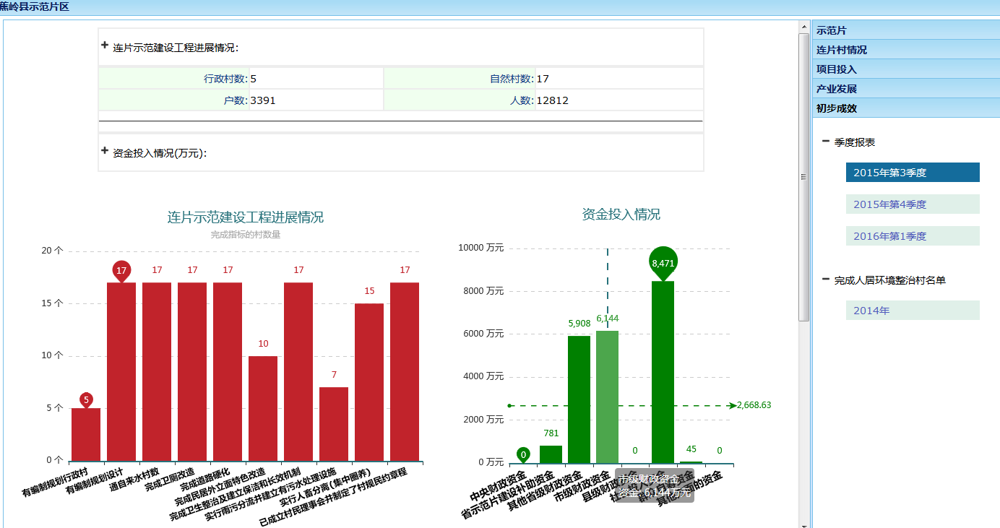 蕉岭县示范片区
连片示范建设工程进展情况:
行政村数: 5 自然村数: 17
户数: 3391 人数: 12812
资金投入情况(万元):
连片示范建设工程进展情况
完成指标的村数量
20 个
15 个
10 个
5 个
0 个
5
17
17
17
17
10
17
7
15
17
有编制规划行政村
有编制规划设计
通自来水村数
完成卫厕改造
完成道路硬化
完成民居外立面特色改造
完成卫生整治及建立保洁和长效机制
实行雨污分流并建立有污水处理设施
实行人畜分离(集中圈养)
已成立村民理事会并制定了村规民约章程
资金投入情况
10000 万元
8000 万元
6000 万元
4000 万元
2000 万元
0 万元
0
781
5,908
6,144
0
8,471
45
0
2,668.63
中央财政资金
省示范片建设补助资金
其他省级财政资金
市级财政资金
县级财政资金
市级财政资金
资金: 6,144万元
示范片
连片村情况
项目投入
产业发展
初步成效
季度报表
2015年第3季度
2015年第4季度
2016年第1季度
完成人居环境整治村名单
2014年